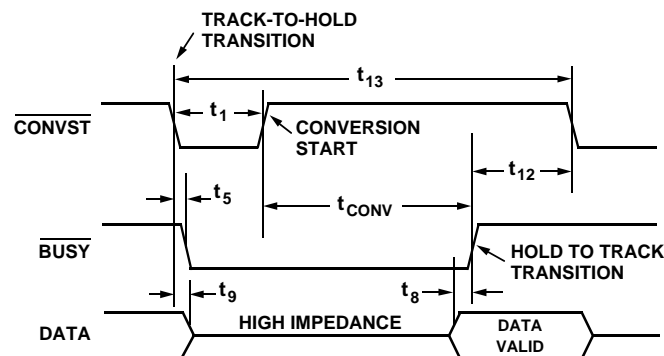 TRACK-TO-HOLD
TRANSITION
t13
CONVST
t1
CONVERSION
START
t12
t5
tCONV
BUSY
HOLD TO TRACK
TRANSITION
t9
t8
DATA
HIGH IMPEDANCE
DATA
VALID